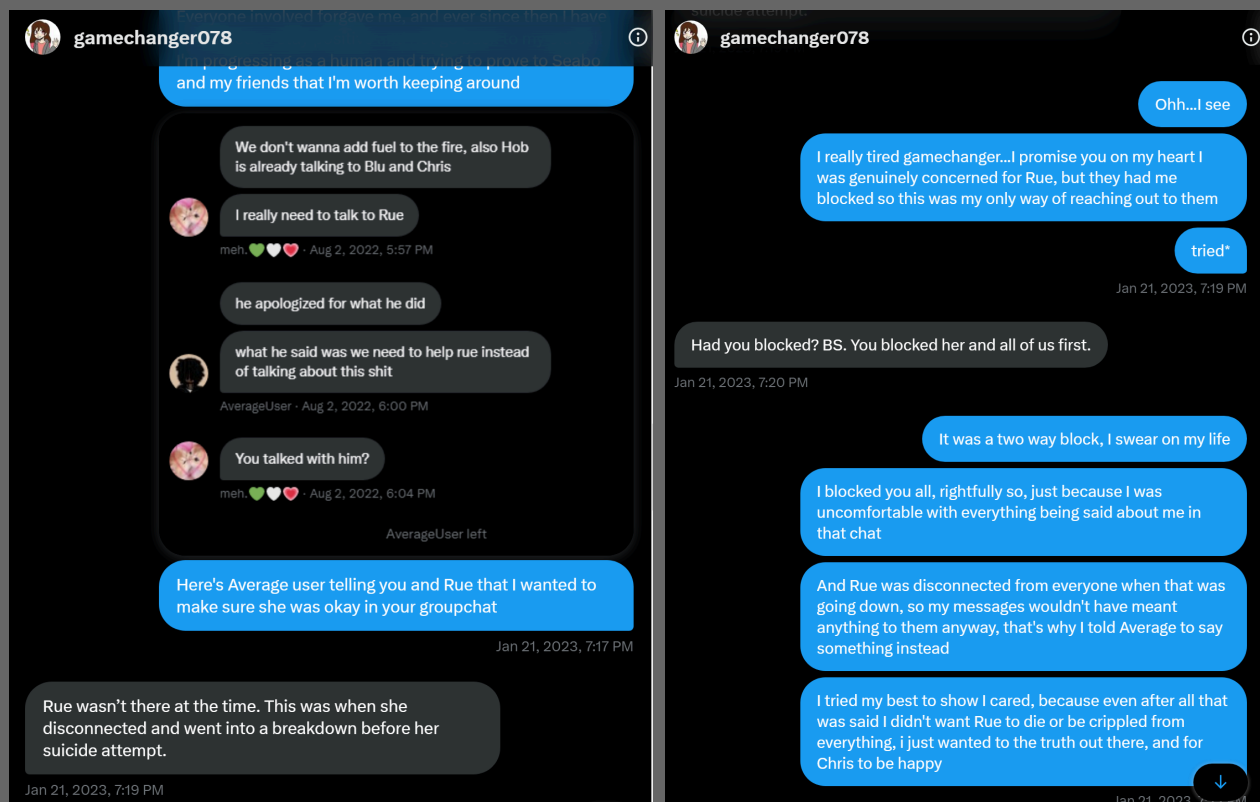 Everyone involved forgave me, and ever since then I have
gamechanger078
I'm progressing as a human and trying to prove to Seabo
and my friends that I'm worth keeping around
We don't wanna add fuel to the fire, also Hob
is already talking to Blu and Chris
I really need to talk to Rue
meh.💚🤍❤️ · Aug 2, 2022, 5:57 PM
he apologized for what he did
what he said was we need to help rue instead
of talking about this shit
AverageUser · Aug 2, 2022, 6:00 PM
You talked with him?
meh.💚🤍❤️ · Aug 2, 2022, 6:04 PM
AverageUser left
Here's Average user telling you and Rue that I wanted to
make sure she was okay in your groupchat
Jan 21, 2023, 7:17 PM
Rue wasn’t there at the time. This was when she
disconnected and went into a breakdown before her
suicide attempt.
Jan 21, 2023, 7:19 PM
suicide attempt.
gamechanger078
Ohh...I see
I really tired gamechanger...I promise you on my heart I
was genuinely concerned for Rue, but they had me
blocked so this was my only way of reaching out to them
tried*
Jan 21, 2023, 7:19 PM
Had you blocked? BS. You blocked her and all of us first.
Jan 21, 2023, 7:20 PM
It was a two way block, I swear on my life
I blocked you all, rightfully so, just because I was
uncomfortable with everything being said about me in
that chat
And Rue was disconnected from everyone when that was
going down, so my messages wouldn't have meant
anything to them anyway, that's why I told Average to say
something instead
I tried my best to show I cared, because even after all that
was said I didn't want Rue to die or be crippled from
everything, i just wanted to the truth out there, and for
Chris to be happy
Jan 21, 2023,